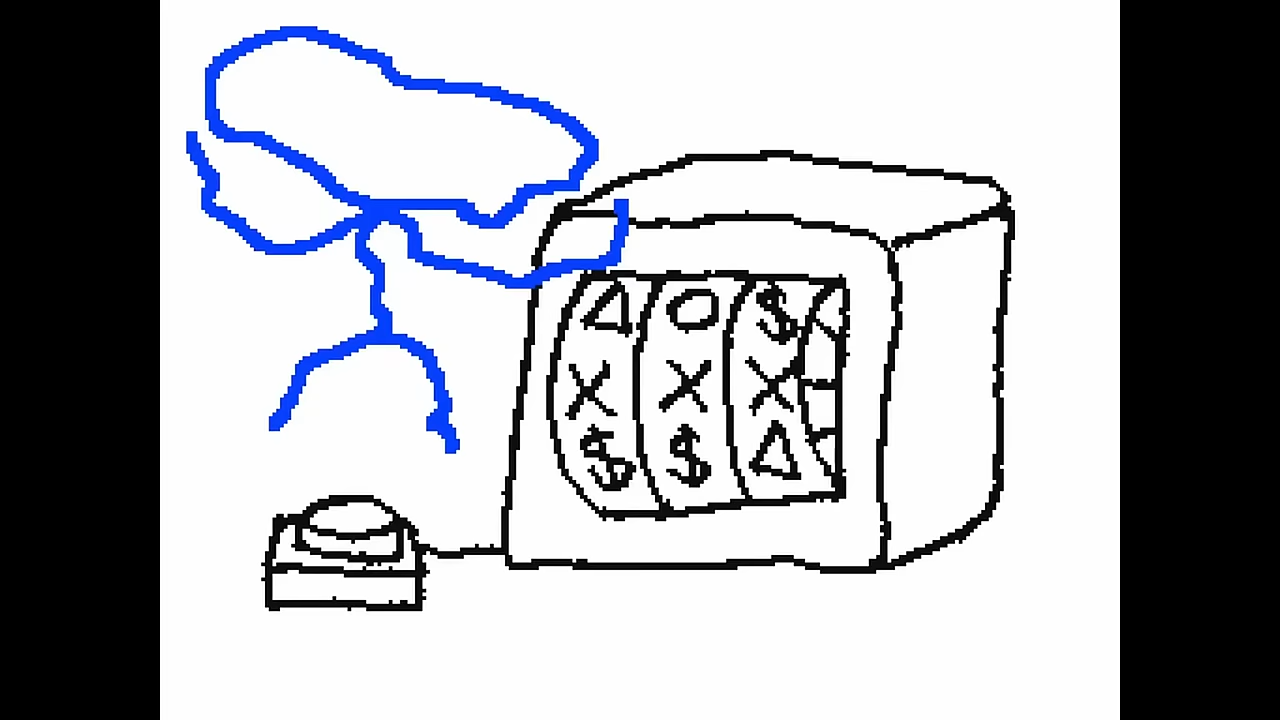 △ O $
X X X
$ $ △